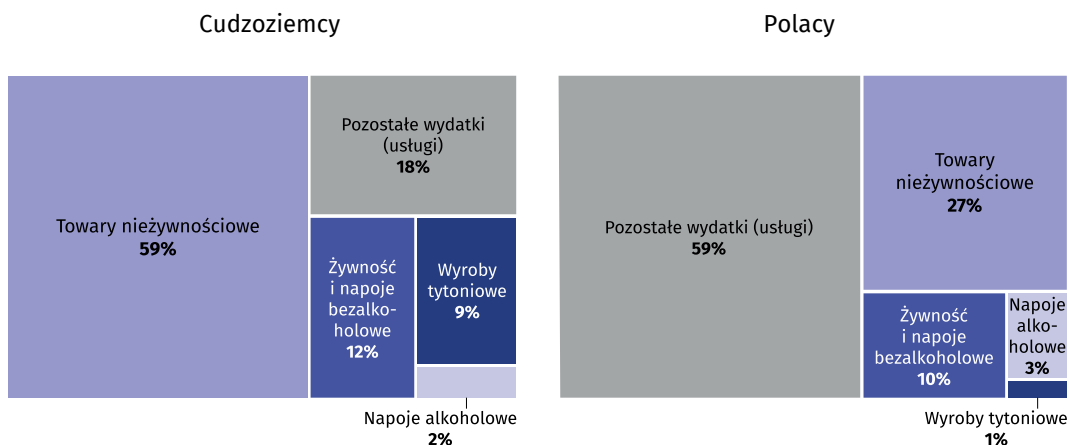 Cudzoziemcy
Towary nieżywnościowe
59%
Pozostałe wydatki
(usługi)
18%
Żywność
i napoje
bezalko-
holowe
12%
Wyroby
tytoniowe
9%
Napoje alkoholowe
2%
Polacy
Pozostałe wydatki (usługi)
59%
Towary
nieżywnościowe
27%
Żywność
i napoje
bezalkoholowe
10%
Napoje
alko-
holowe
3%
Wyroby tytoniowe
1%